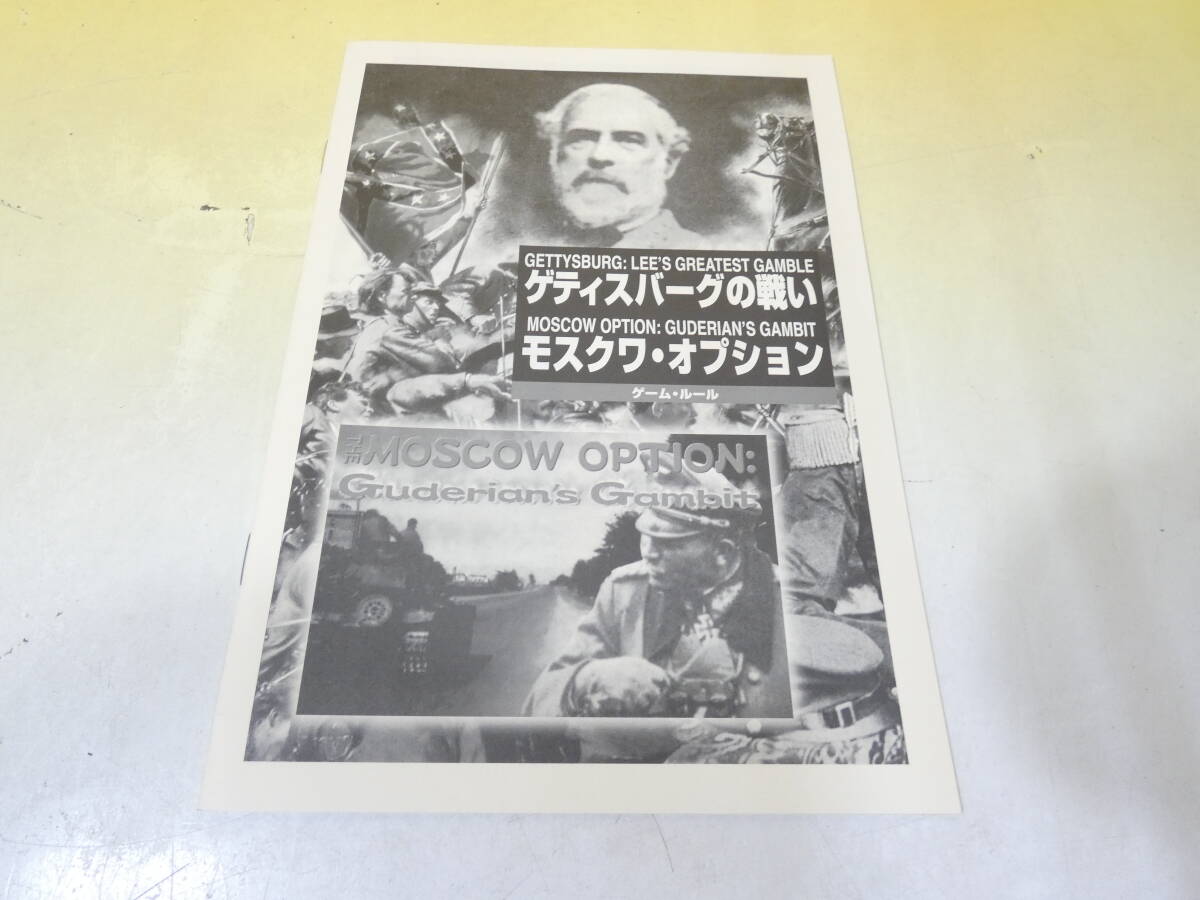 GETTYSBURG: LEE'S GREATEST GAMBLE
ゲティスバーグの戦い
MOSCOW OPTION: GUDERIAN'S GAMBIT
モスクワ・オプション
ゲーム・ルール
THE MOSCOW OPTION:
Guderian's Gambit